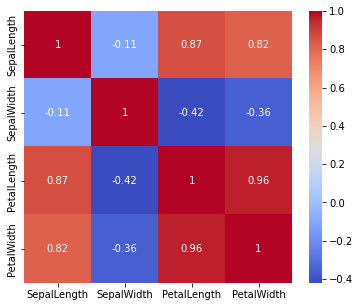 SepalLength 1 -0.11 0.87 0.82
SepalWidth -0.11 1 -0.42 -0.36
PetalLength 0.87 -0.42 1 0.96
PetalWidth 0.82 -0.36 0.96 1
SepalLength SepalWidth PetalLength PetalWidth
1.0
0.8
0.6
0.4
0.2
0.0
−0.2
−0.4